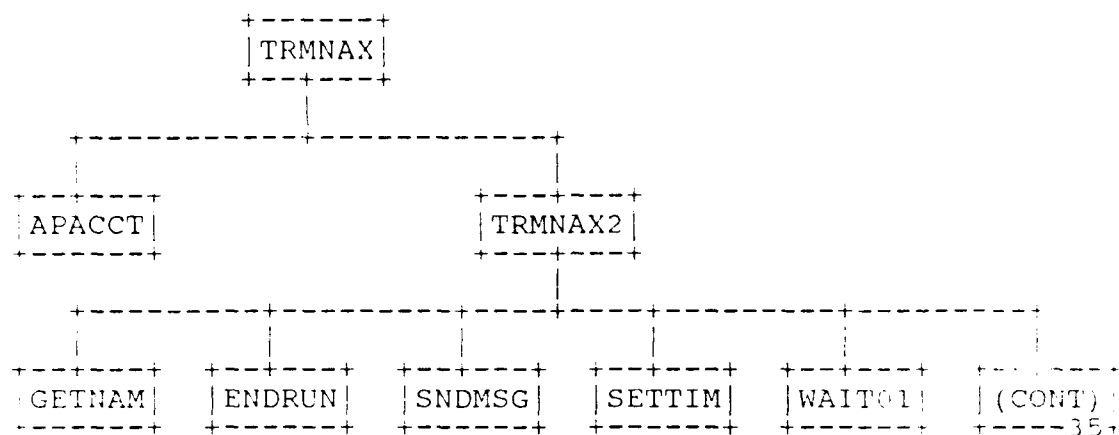 TRMNAX
APACCT TRMNAX2
GETNAM ENDRUN SNDMSG SETTIM WAIT01 (CONT)
35